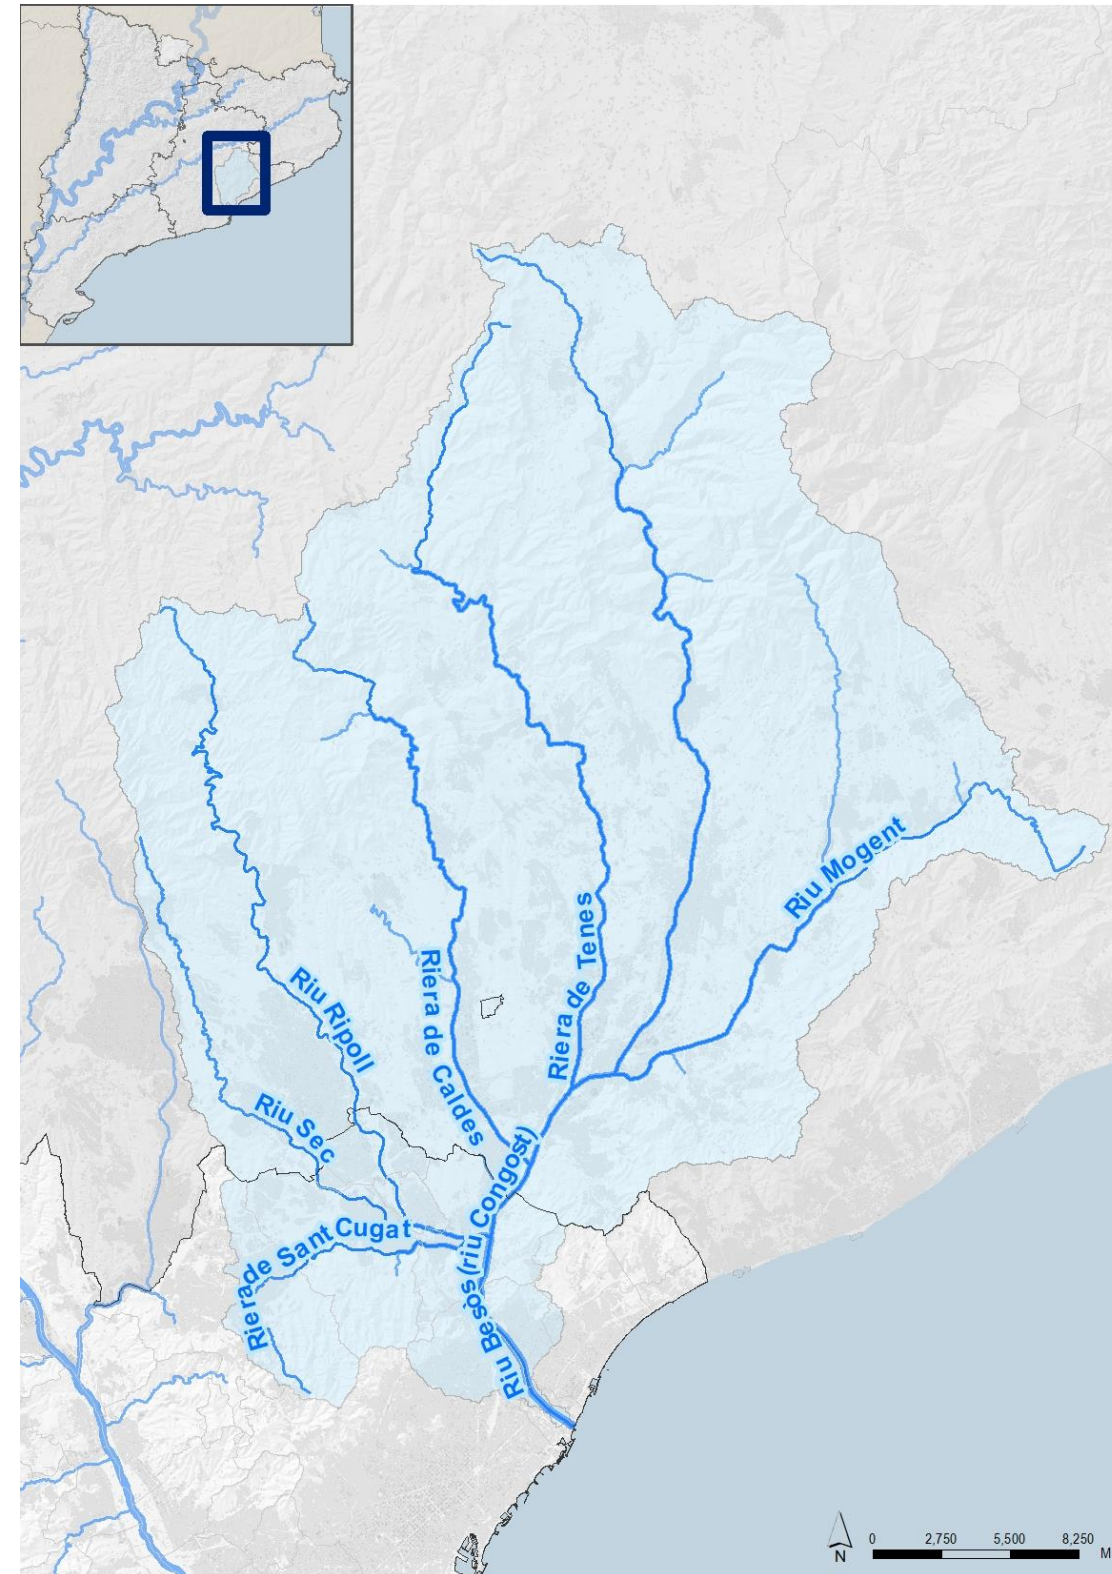 Riu Mogent
Riera de Tenes
Riera de Caldes
Riu Ripoll
Riu Sec
Riera de Sant Cugat
Riu Besòs (riu Congost)
N
0 2,750 5,500 8,250
M